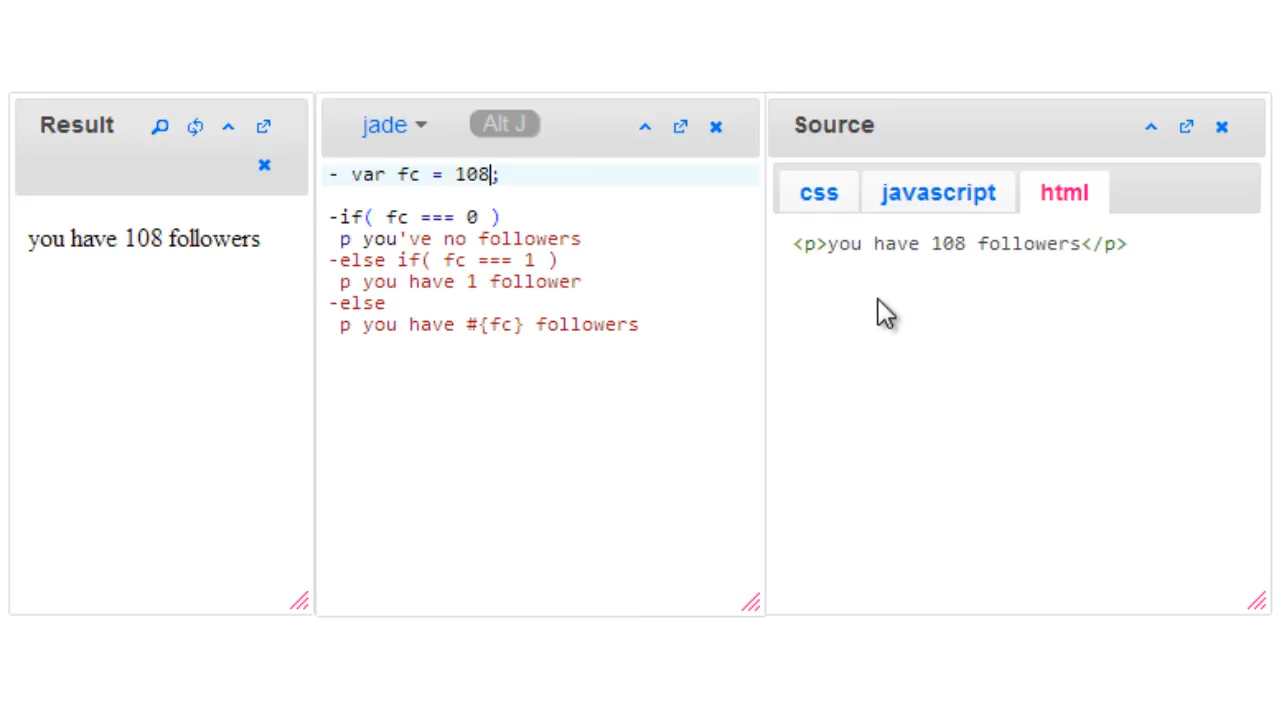 Result
you have 108 followers
jade
Alt J
- var fc = 108;
-if( fc === 0 )
 p you've no followers
-else if( fc === 1 )
 p you have 1 follower
-else
 p you have #{fc} followers
Source
css javascript html
<p>you have 108 followers</p>